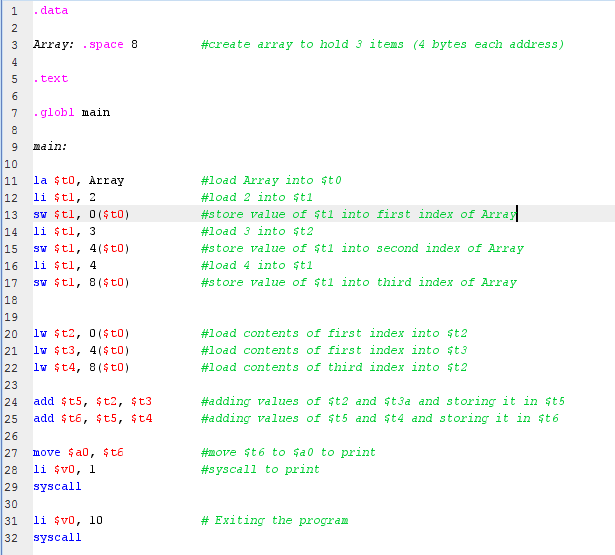 1 .data
2
3 Array: .space 8 #create array to hold 3 items (4 bytes each address)
4
5 .text
6
7 .globl main
8
9 main:
10
11 la $t0, Array #load Array into $t0
12 li $t1, 2 #load 2 into $t1
13 sw $t1, 0($t0) #store value of $t1 into first index of Array
14 li $t1, 3 #load 3 into $t2
15 sw $t1, 4($t0) #store value of $t1 into second index of Array
16 li $t1, 4 #load 4 into $t1
17 sw $t1, 8($t0) #store value of $t1 into third index of Array
18
19
20 lw $t2, 0($t0) #load contents of first index into $t2
21 lw $t3, 4($t0) #load contents of first index into $t3
22 lw $t4, 8($t0) #load contents of third index into $t2
23
24 add $t5, $t2, $t3 #adding values of $t2 and $t3a and storing it in $t5
25 add $t6, $t5, $t4 #adding values of $t5 and $t4 and storing it in $t6
26
27 move $a0, $t6 #move $t6 to $a0 to print
28 li $v0, 1 #syscall to print
29 syscall
30
31 li $v0, 10 # Exiting the program
32 syscall